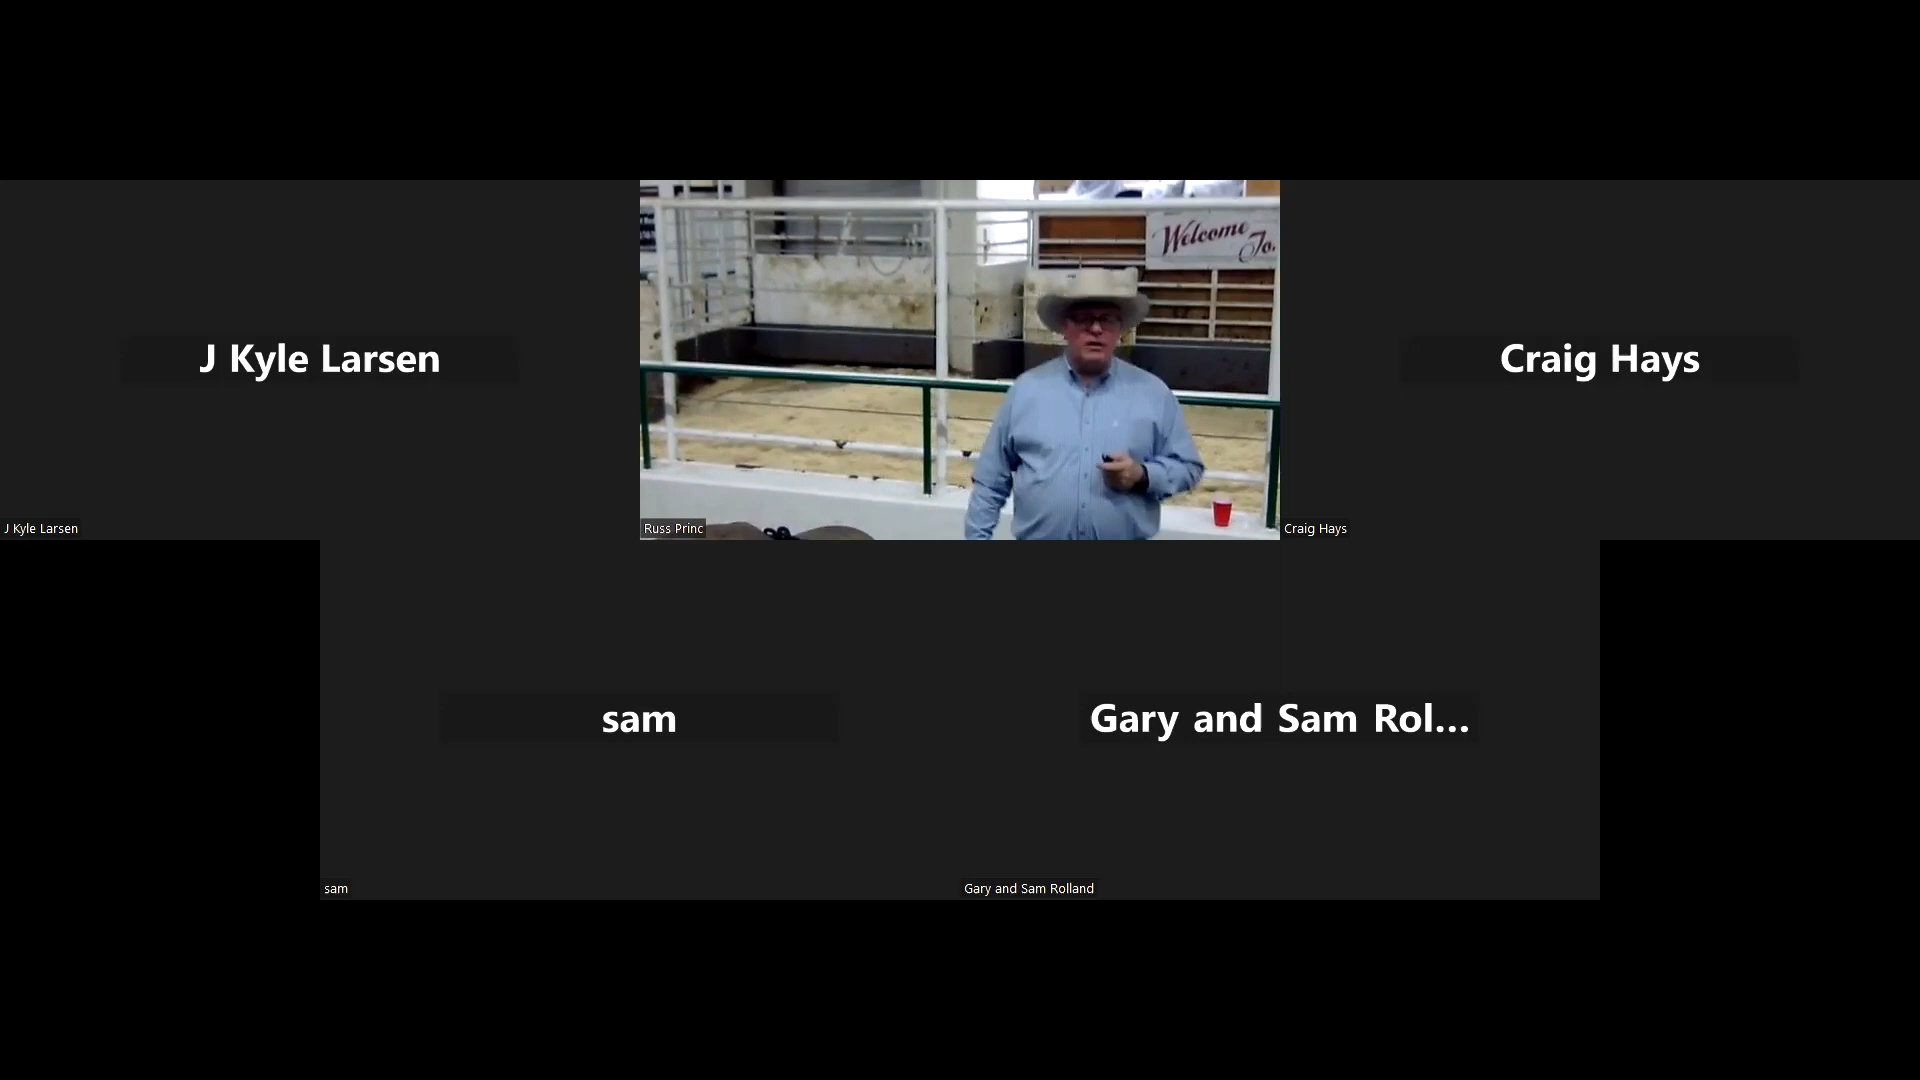 Welcome
To.
J Kyle Larsen
Craig Hays
J Kyle Larsen
Russ Princ
Craig Hays
sam
Gary and Sam Rol...
sam
Gary and Sam Rolland